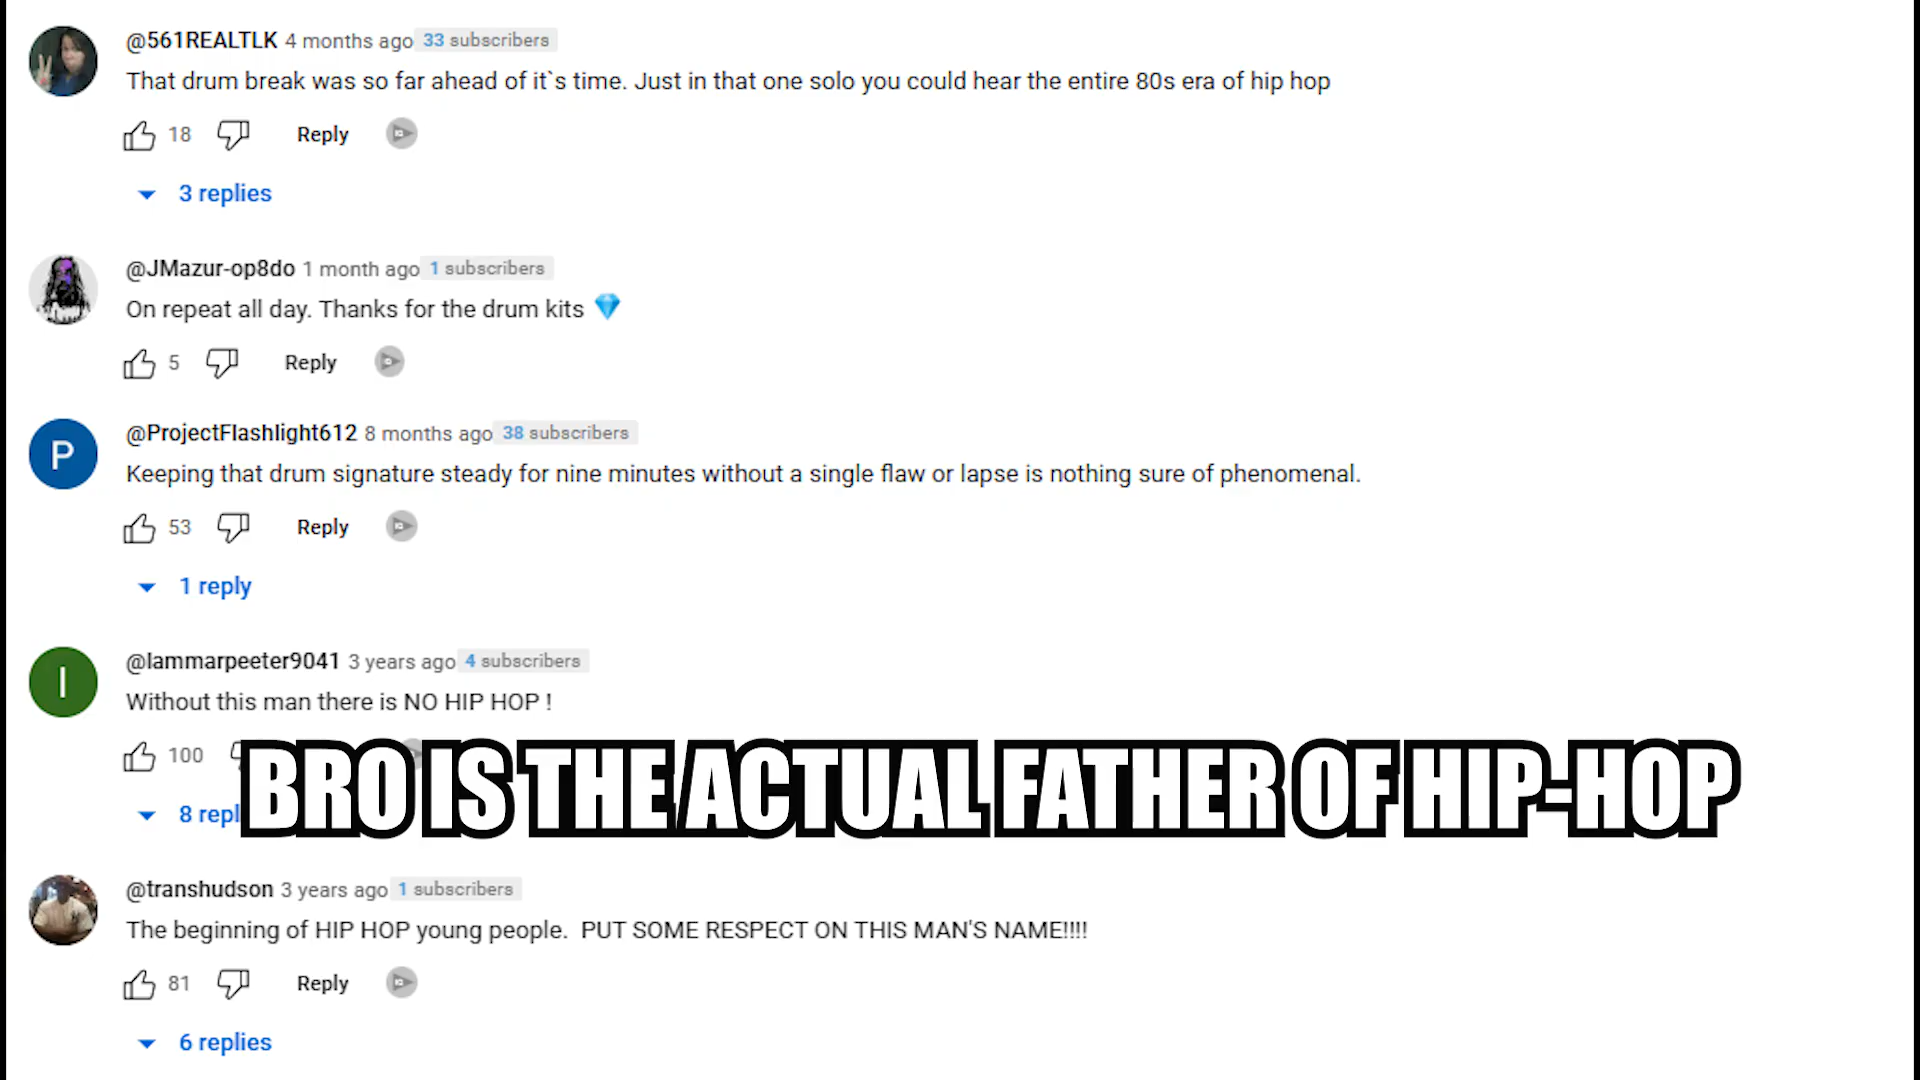 @561REALTLK 4 months ago 33 subscribers
That drum break was so far ahead of it`s time. Just in that one solo you could hear the entire 80s era of hip hop
18 Reply
3 replies
@JMazur-op8do 1 month ago 1 subscribers
On repeat all day. Thanks for the drum kits 💎
5 Reply
P
@ProjectFlashlight612 8 months ago 38 subscribers
Keeping that drum signature steady for nine minutes without a single flaw or lapse is nothing sure of phenomenal.
53 Reply
1 reply
I
@Iammarpeeter9041 3 years ago 4 subscribers
Without this man there is NO HIP HOP !
100
BRO IS THE ACTUAL FATHER OF HIP-HOP
8 repl
@transhudson 3 years ago 1 subscribers
The beginning of HIP HOP young people. PUT SOME RESPECT ON THIS MAN'S NAME!!!!
81 Reply
6 replies